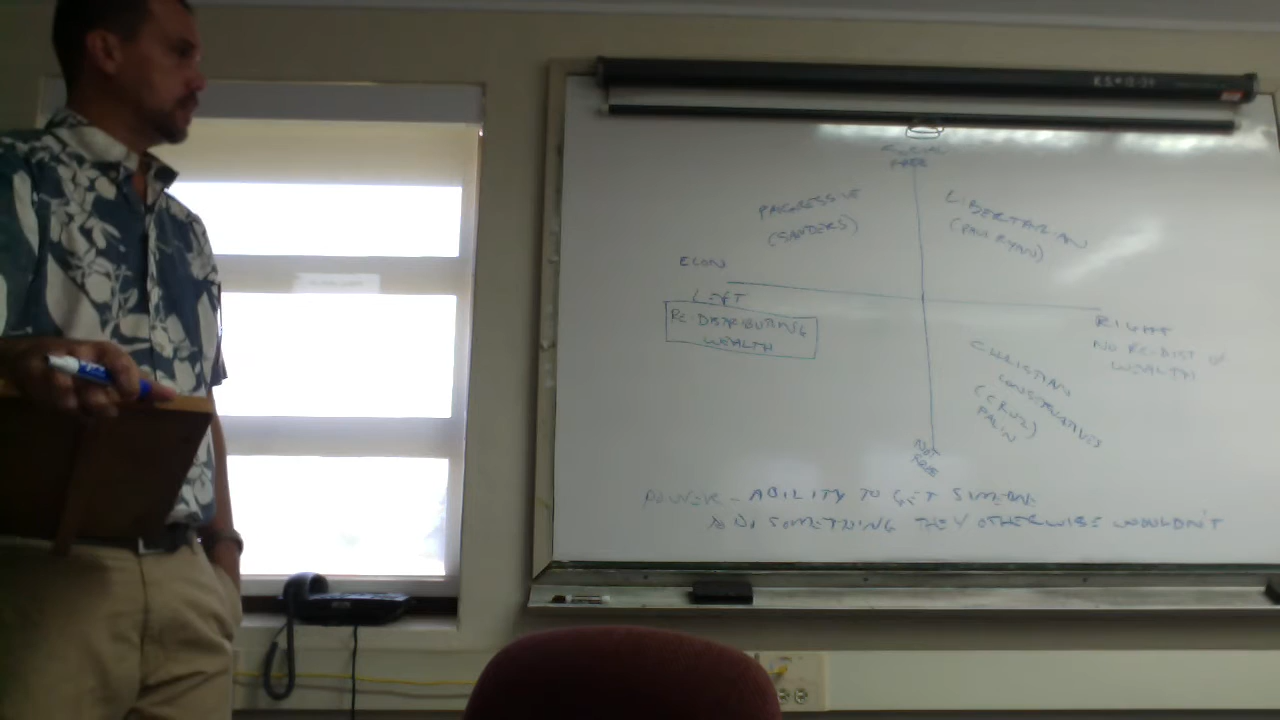 FREE
PROGRESSIVE
(SANDERS)
LIBERTARIAN
(PAUL RYAN)
ECON
LEFT
RE-DISTRIBUTING
WEALTH
RIGHT
NO RE-DIST OF
WEALTH
CHRISTIAN
CONSERVATIVES
(CRUZ)
PALIN
NOT
FREE
POWER - ABILITY TO GET SOMEONE
TO DO SOMETHING THEY OTHERWISE WOULDN'T